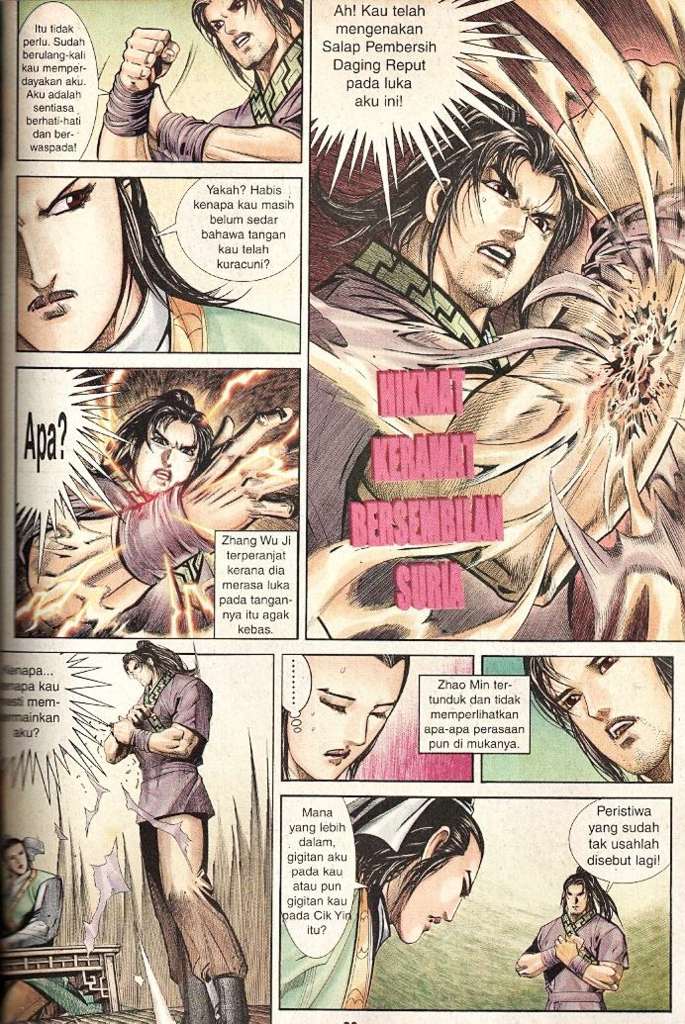 Itu tidak
perlu. Sudah
berulang-kali
kau memper-
dayakan aku.
Aku adalah
sentiasa
berhati-hati
dan ber-
waspada!
Yakah? Habis
kenapa kau masih
belum sedar
bahawa tangan
kau telah
kuracuni?
Apa?
Zhang Wu Ji
terperanjat
kerana dia
merasa luka
pada tangan-
nya itu agak
kebas.
Ah! Kau telah
mengenakan
Salap Pembersih
Daging Reput
pada luka
aku ini!
HIKMAT
KERAMAT
BERSEMBILAN
SURIA
Kenapa...
kenapa kau
mem-
aku?
.......
Zhao Min ter-
tunduk dan tidak
memperlihatkan
apa-apa perasaan
pun di mukanya.
Mana
yang lebih
dalam,
gigitan aku
pada kau
atau pun
gigitan kau
pada Cik Yin
itu?
Peristiwa
yang sudah
tak usahlah
disebut lagi!